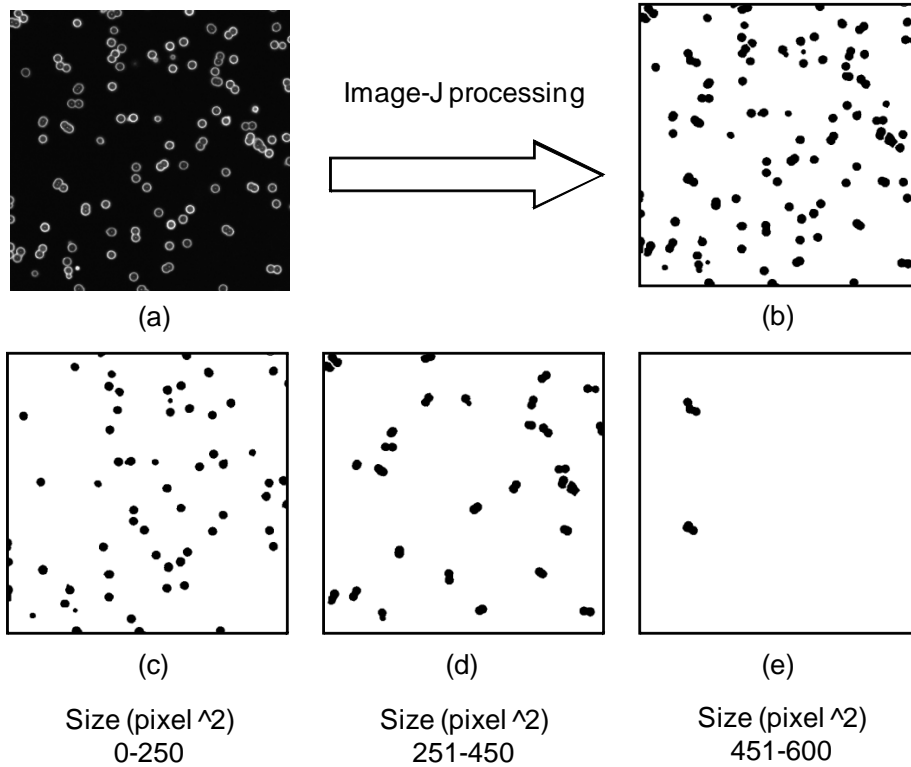 Image-J processing
(a)
(b)
(c)
(d)
(e)
Size (pixel ^2)
0-250
Size (pixel ^2)
251-450
Size (pixel ^2)
451-600